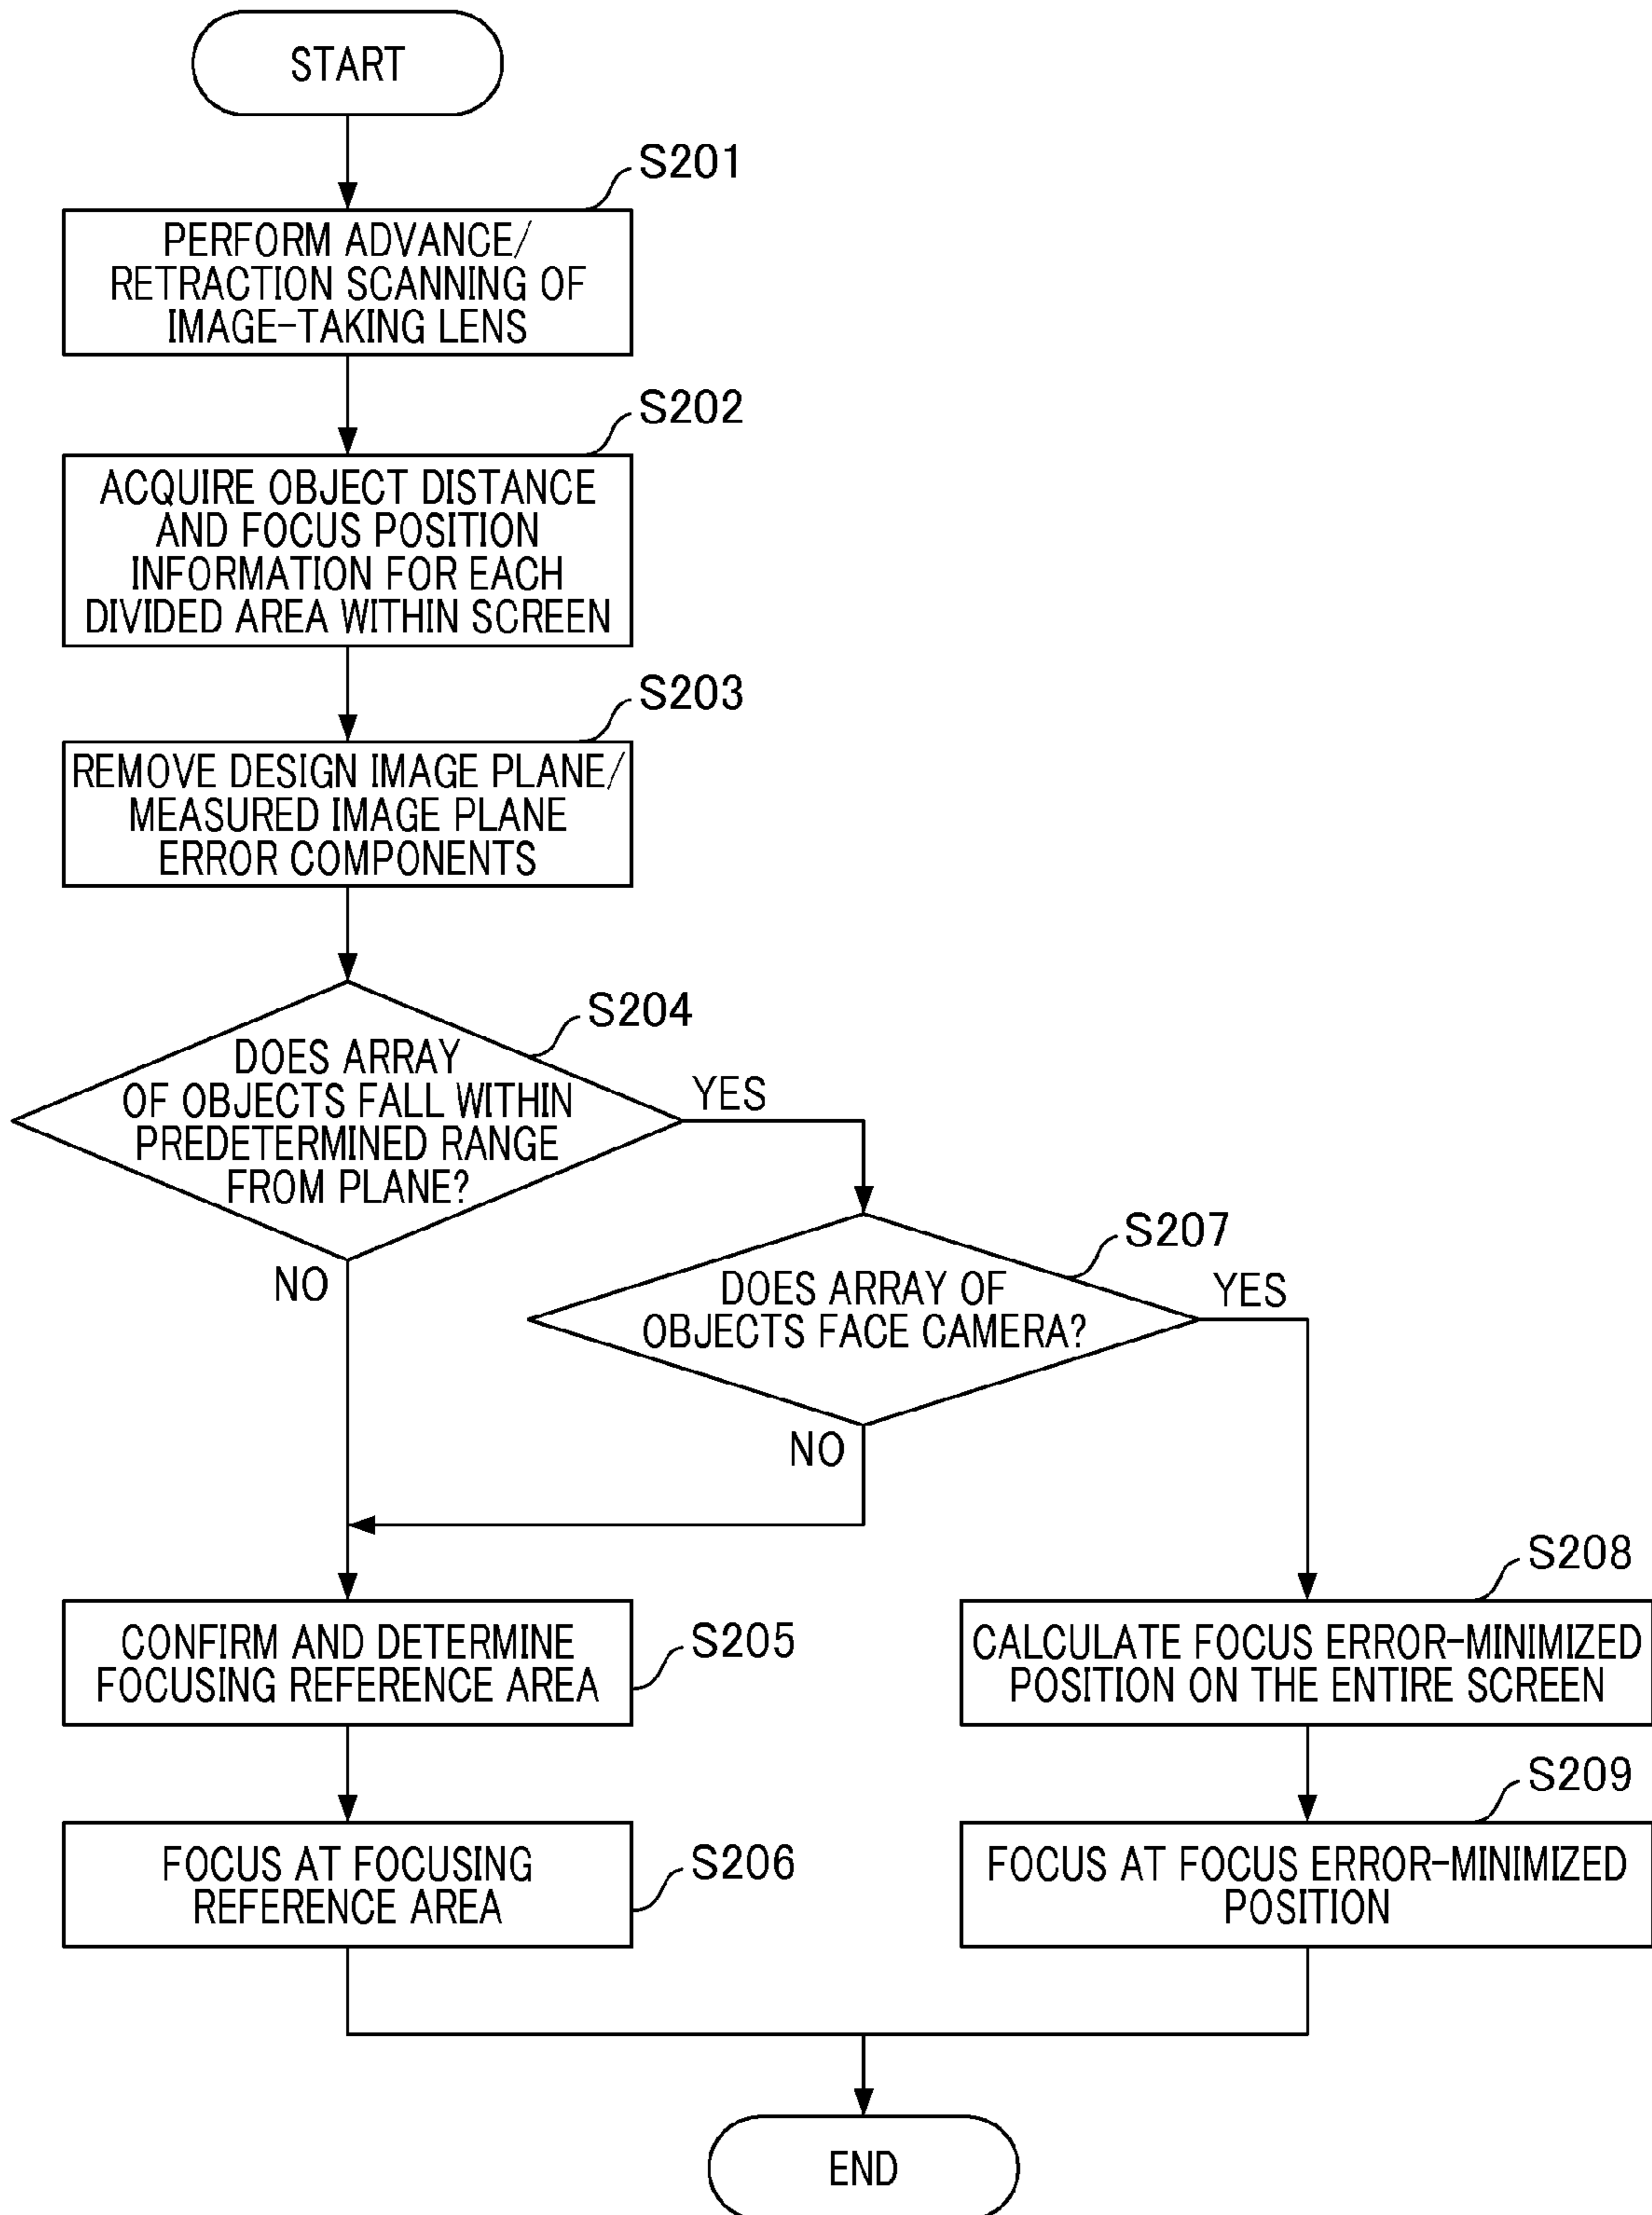 START
S201
PERFORM ADVANCE/
RETRACTION SCANNING OF
IMAGE-TAKING LENS
S202
ACQUIRE OBJECT DISTANCE
AND FOCUS POSITION
INFORMATION FOR EACH
DIVIDED AREA WITHIN SCREEN
S203
REMOVE DESIGN IMAGE PLANE/
MEASURED IMAGE PLANE
ERROR COMPONENTS
S204
DOES ARRAY
OF OBJECTS FALL WITHIN
PREDETERMINED RANGE
FROM PLANE?
YES
NO
S207
DOES ARRAY OF
OBJECTS FACE CAMERA?
YES
NO
S205
CONFIRM AND DETERMINE
FOCUSING REFERENCE AREA
S206
FOCUS AT FOCUSING
REFERENCE AREA
S208
CALCULATE FOCUS ERROR-MINIMIZED
POSITION ON THE ENTIRE SCREEN
S209
FOCUS AT FOCUS ERROR-MINIMIZED
POSITION
END